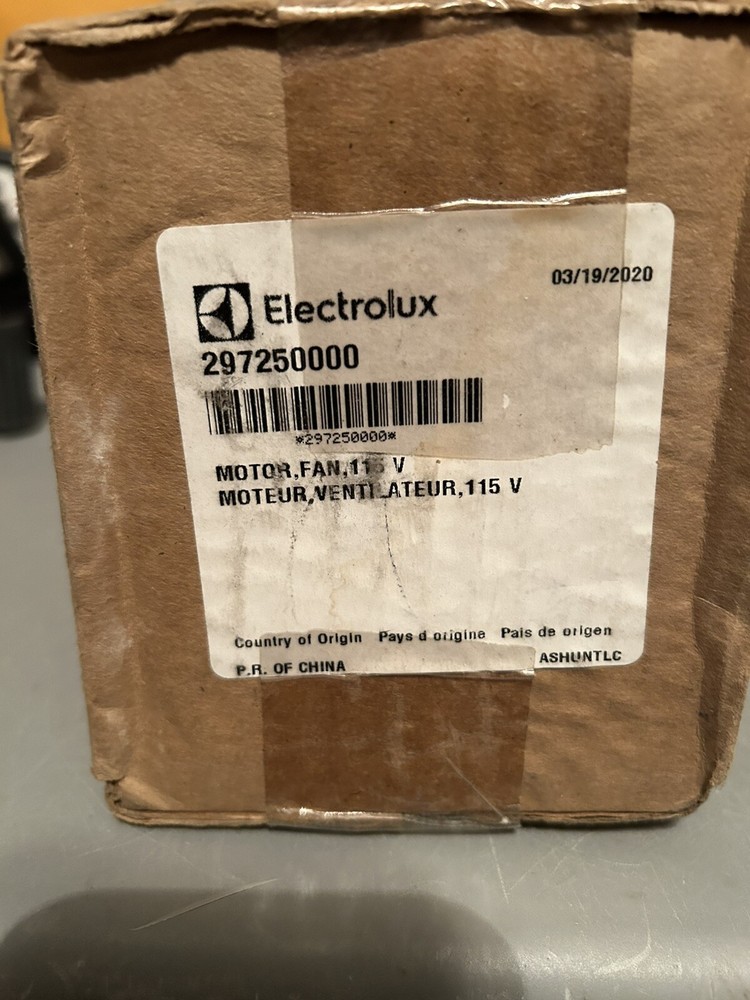 03/19/2020
Electrolux
297250000
*297250000*
MOTOR,FAN,115 V
MOTEUR,VENTILATEUR,115 V
Country of Origin Pays d origine Pais de origen
P.R. OF CHINA ASHUNTLC